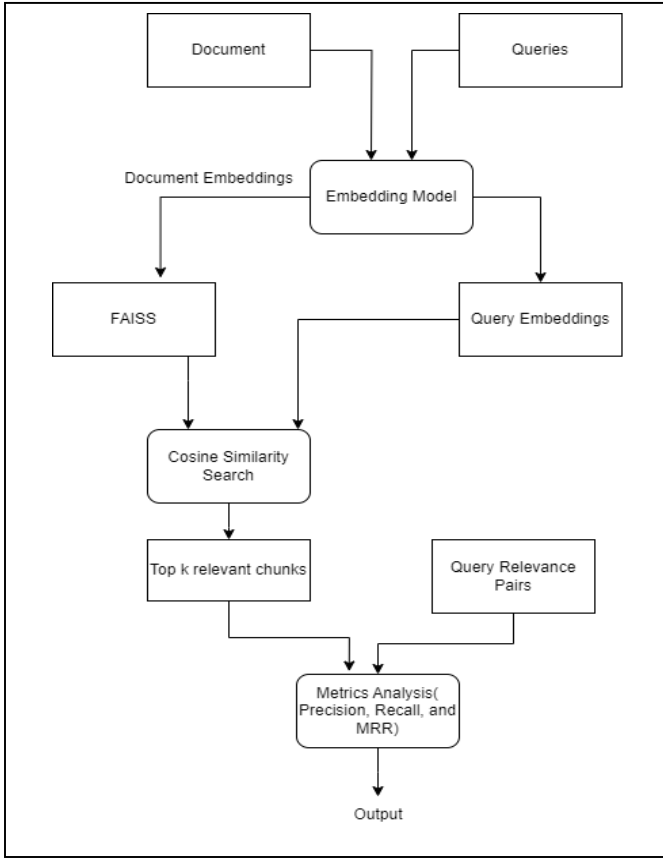 Document
Queries
Document Embeddings
Embedding Model
FAISS
Query Embeddings
Cosine Similarity
Search
Top k relevant chunks
Query Relevance
Pairs
Metrics Analysis(
Precision, Recall, and
MRR)
Output